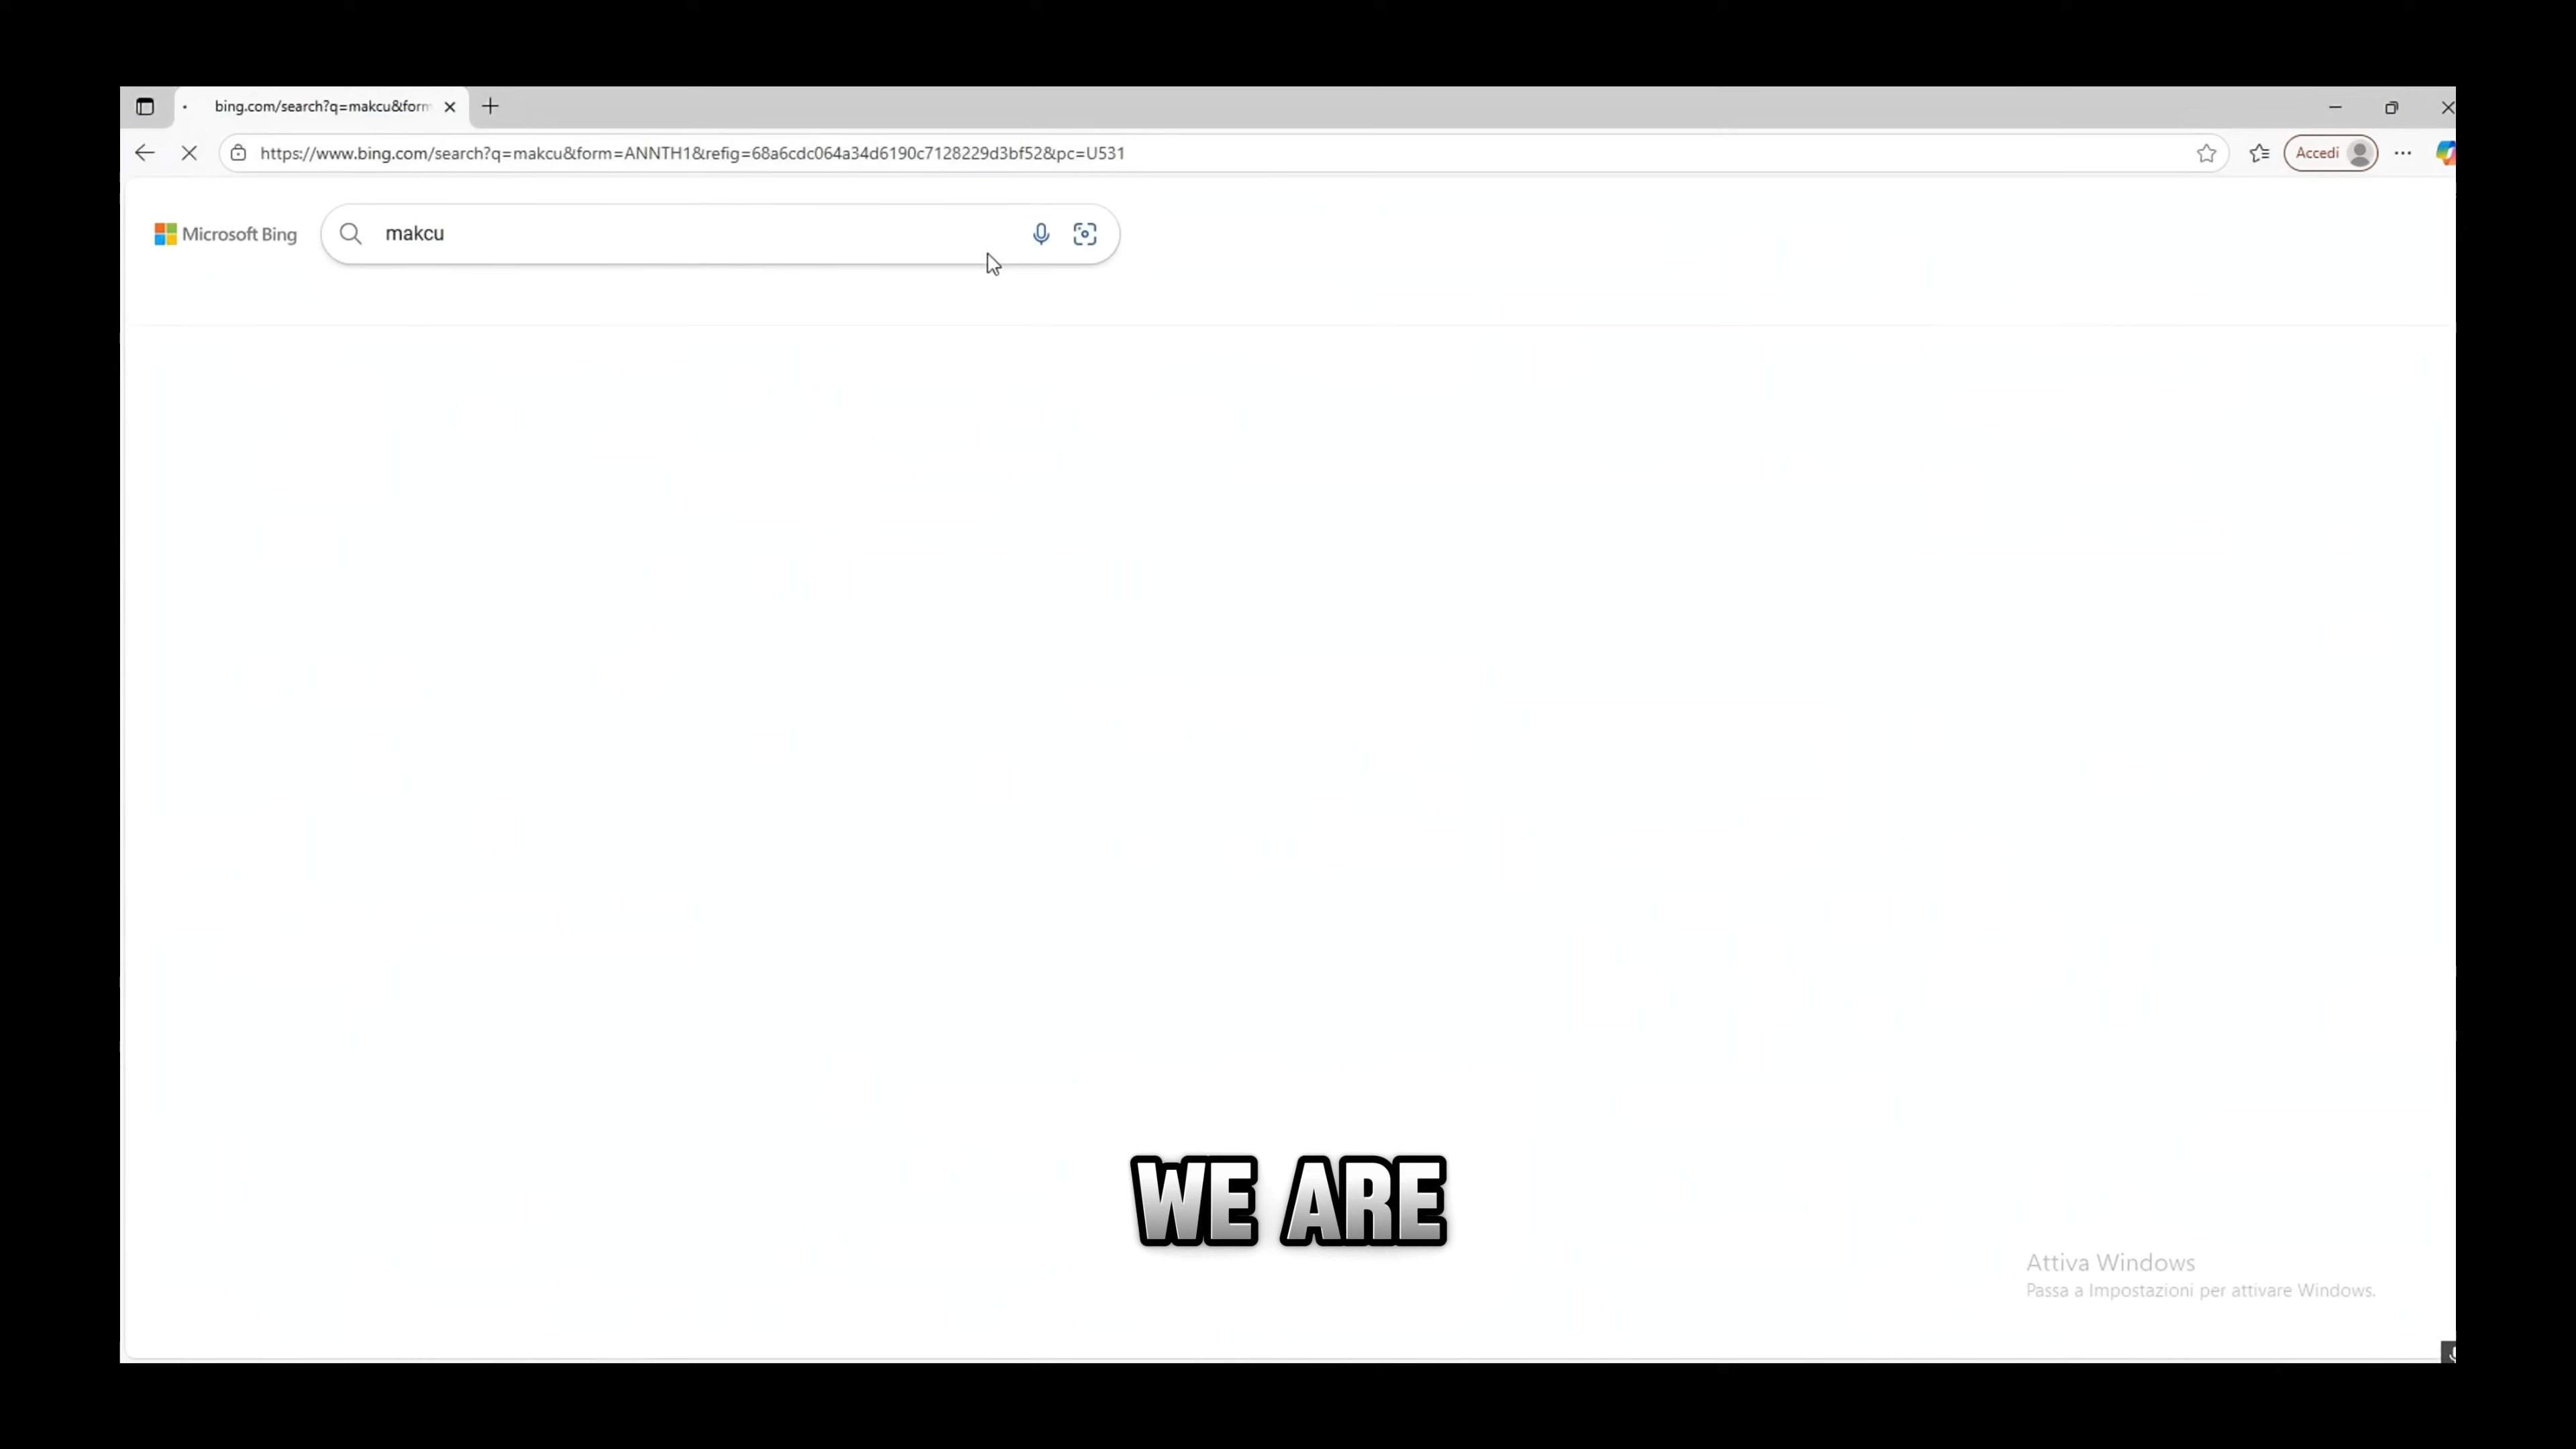 bing.com/search?q=makcu&form
https://www.bing.com/search?q=makcu&form=ANNTH1&refig=68a6cdc064a34d6190c7128229d3bf52&pc=U531
Accedi
Microsoft Bing
makcu
WE ARE
Attiva Windows
Passa a Impostazioni per attivare Windows.